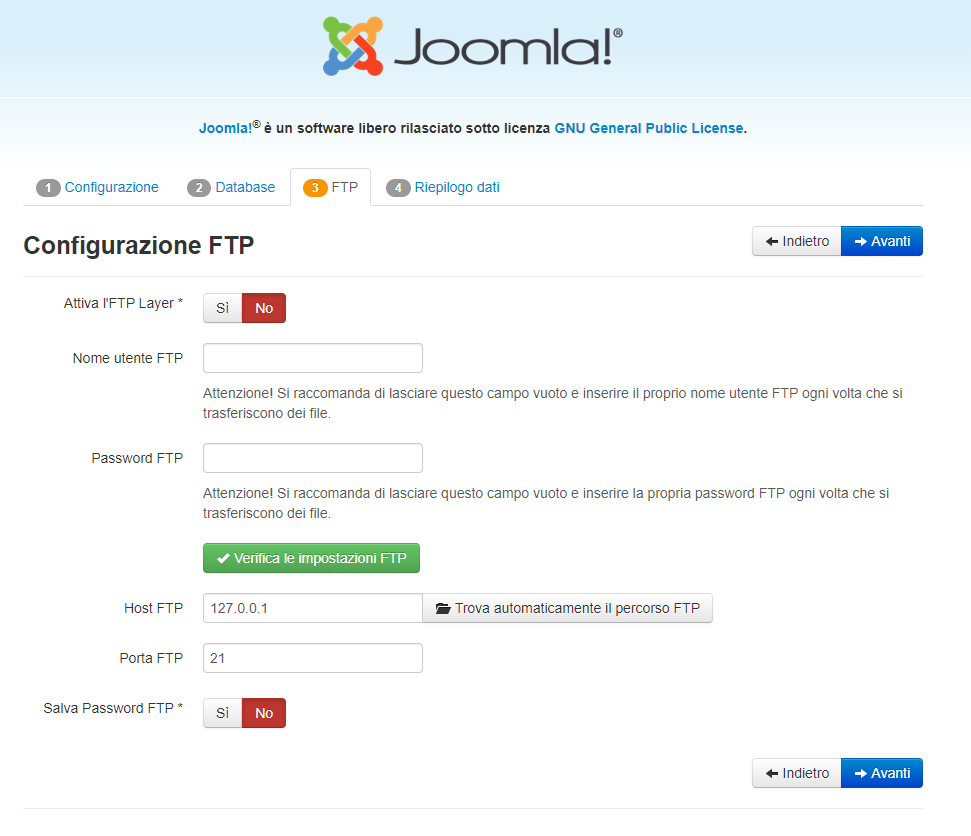 Joomla!®
Joomla!® è un software libero rilasciato sotto licenza GNU General Public License.
1 Configurazione 2 Database 3 FTP 4 Riepilogo dati
Configurazione FTP Indietro Avanti
Attiva l'FTP Layer * Sì No
Nome utente FTP
Attenzione! Si raccomanda di lasciare questo campo vuoto e inserire il proprio nome utente FTP ogni volta che si
trasferiscono dei file.
Password FTP
Attenzione! Si raccomanda di lasciare questo campo vuoto e inserire la propria password FTP ogni volta che si
trasferiscono dei file.
Verifica le impostazioni FTP
Host FTP 127.0.0.1 Trova automaticamente il percorso FTP
Porta FTP 21
Salva Password FTP * Sì No
Indietro Avanti